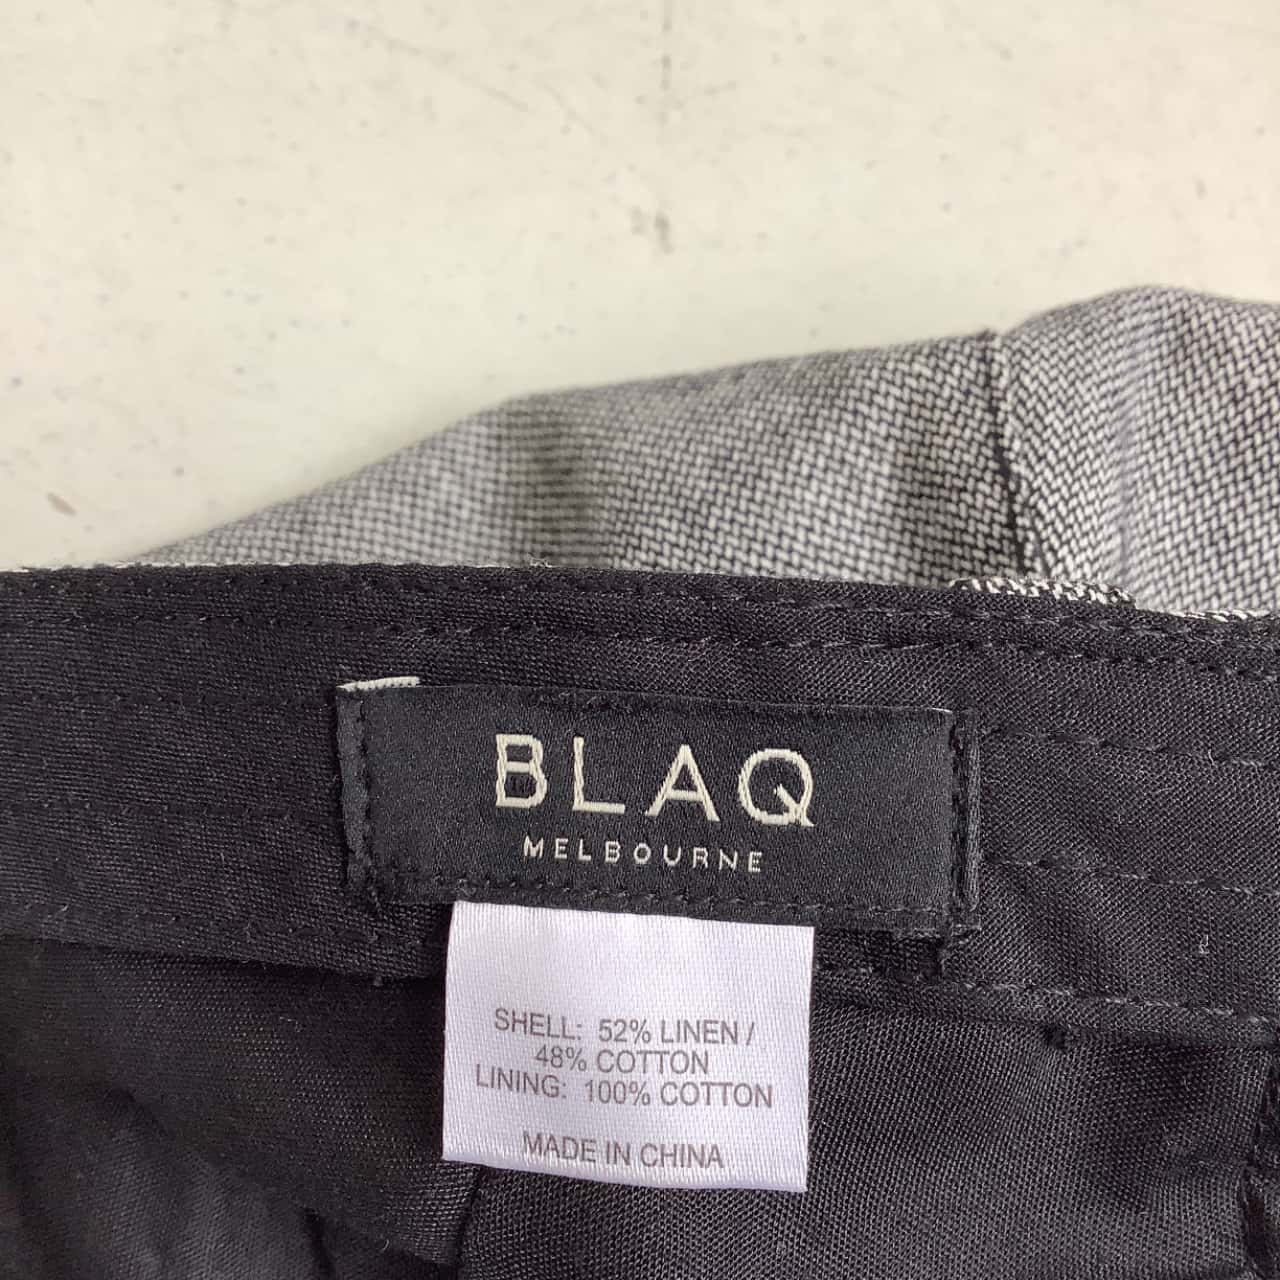 BLAQ
MELBOURNE
SHELL: 52% LINEN /
48% COTTON
LINING: 100% COTTON
MADE IN CHINA